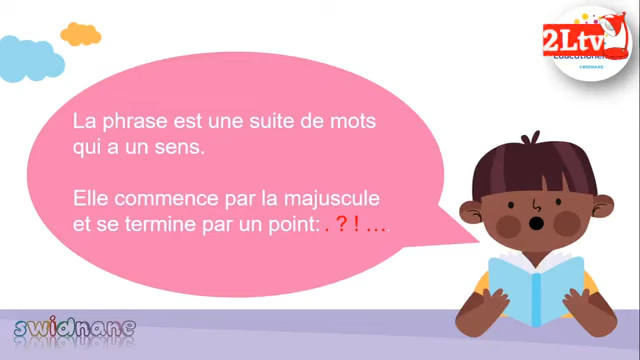 2Ltv
SWIDNANE
La phrase est une suite de mots
qui a un sens.
Elle commence par la majuscule
et se termine par un point: . ? ! ...
swidnane